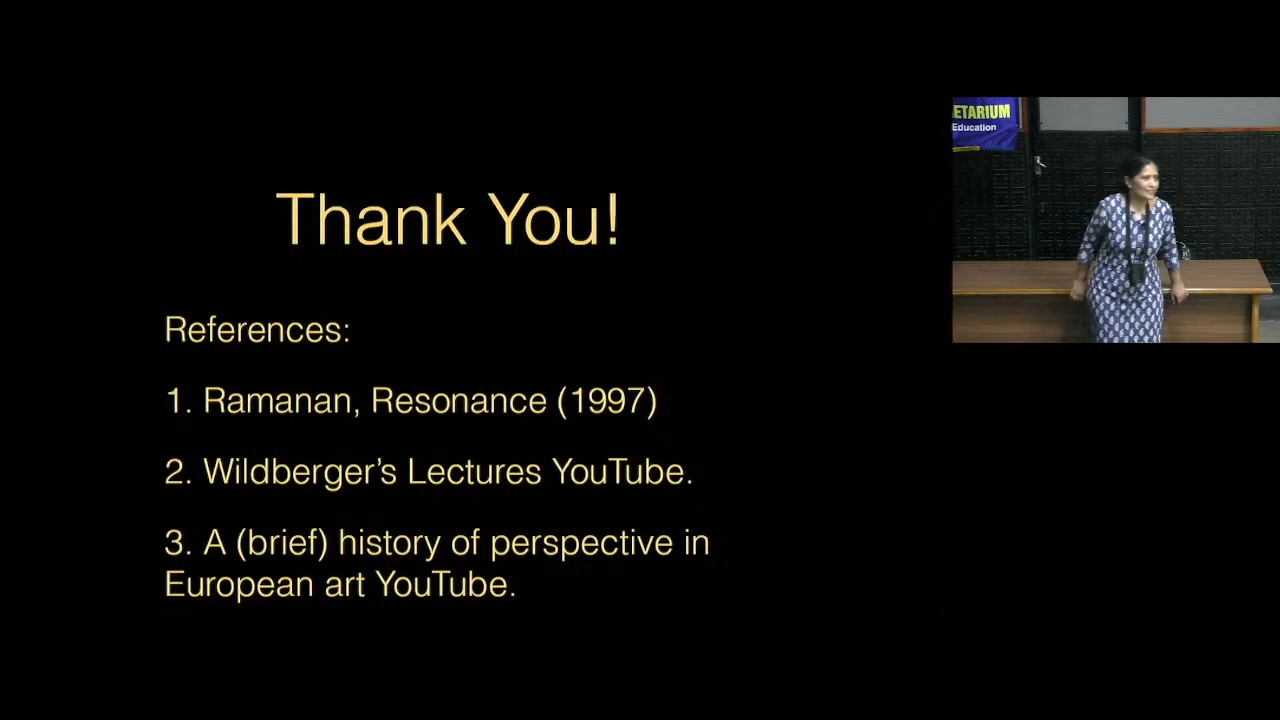 Thank You!
References:
1. Ramanan, Resonance (1997)
2. Wildberger's Lectures YouTube.
3. A (brief) history of perspective in
European art YouTube.
ETARIUM
Education